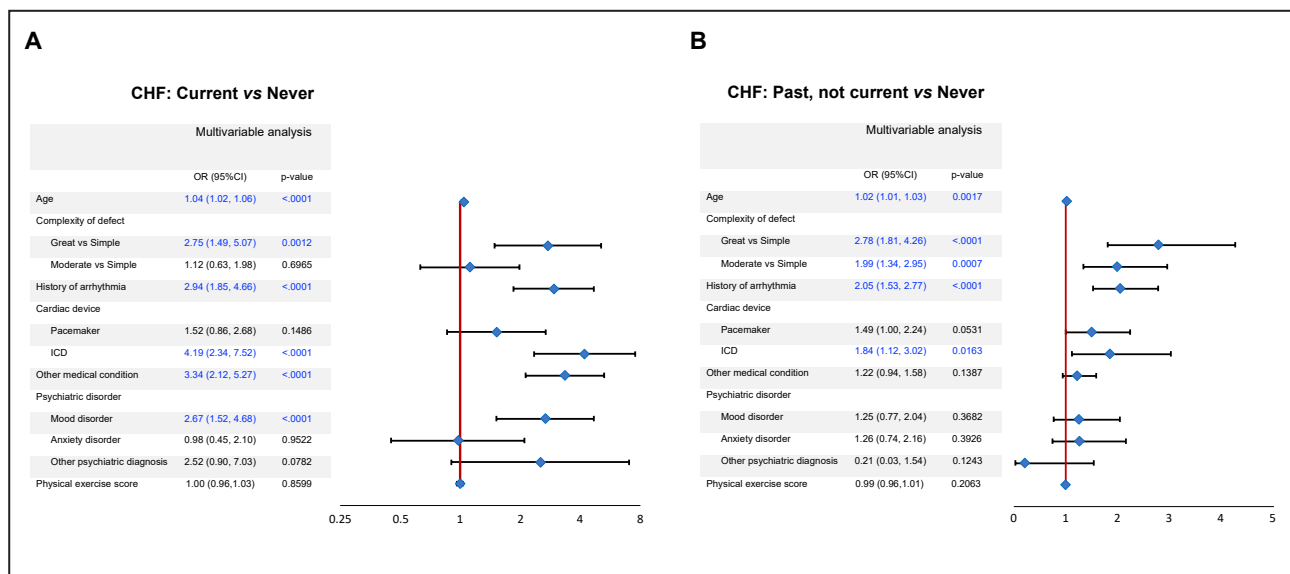 A
CHF: Current vs Never
Multivariable analysis
OR (95%CI) p-value
Age 1.04 (1.02, 1.06) <.0001
Complexity of defect
Great vs Simple 2.75 (1.49, 5.07) 0.0012
Moderate vs Simple 1.12 (0.63, 1.98) 0.6965
History of arrhythmia 2.94 (1.85, 4.66) <.0001
Cardiac device
Pacemaker 1.52 (0.86, 2.68) 0.1486
ICD 4.19 (2.34, 7.52) <.0001
Other medical condition 3.34 (2.12, 5.27) <.0001
Psychiatric disorder
Mood disorder 2.67 (1.52, 4.68) <.0001
Anxiety disorder 0.98 (0.45, 2.10) 0.9522
Other psychiatric diagnosis 2.52 (0.90, 7.03) 0.0782
Physical exercise score 1.00 (0.96,1.03) 0.8599
0.25 0.5 1 2 4 8
B
CHF: Past, not current vs Never
Multivariable analysis
OR (95%CI) p-value
Age 1.02 (1.01, 1.03) 0.0017
Complexity of defect
Great vs Simple 2.78 (1.81, 4.26) <.0001
Moderate vs Simple 1.99 (1.34, 2.95) 0.0007
History of arrhythmia 2.05 (1.53, 2.77) <.0001
Cardiac device
Pacemaker 1.49 (1.00, 2.24) 0.0531
ICD 1.84 (1.12, 3.02) 0.0163
Other medical condition 1.22 (0.94, 1.58) 0.1387
Psychiatric disorder
Mood disorder 1.25 (0.77, 2.04) 0.3682
Anxiety disorder 1.26 (0.74, 2.16) 0.3926
Other psychiatric diagnosis 0.21 (0.03, 1.54) 0.1243
Physical exercise score 0.99 (0.96,1.01) 0.2063
0 1 2 3 4 5